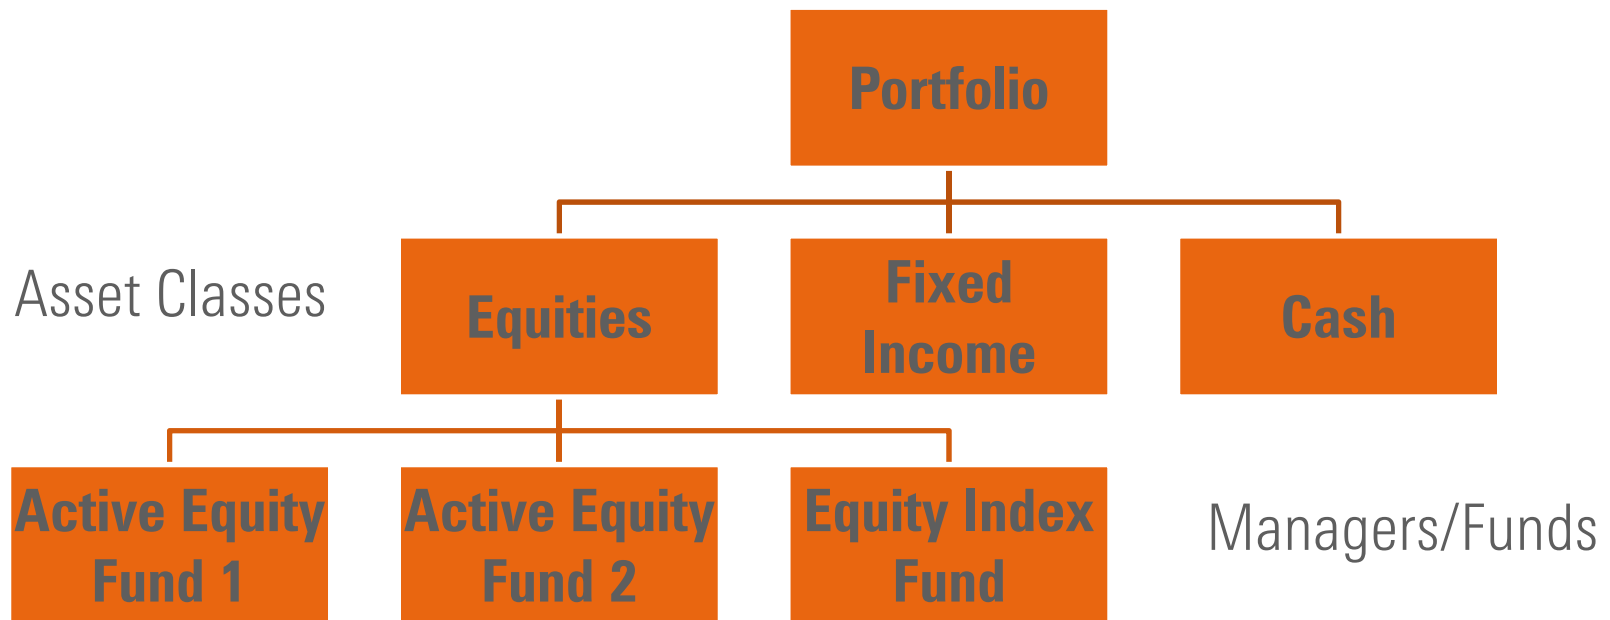 Portfolio
Asset Classes
Equities
Fixed
Income
Cash
Active Equity
Fund 1
Active Equity
Fund 2
Equity Index
Fund
Managers/Funds